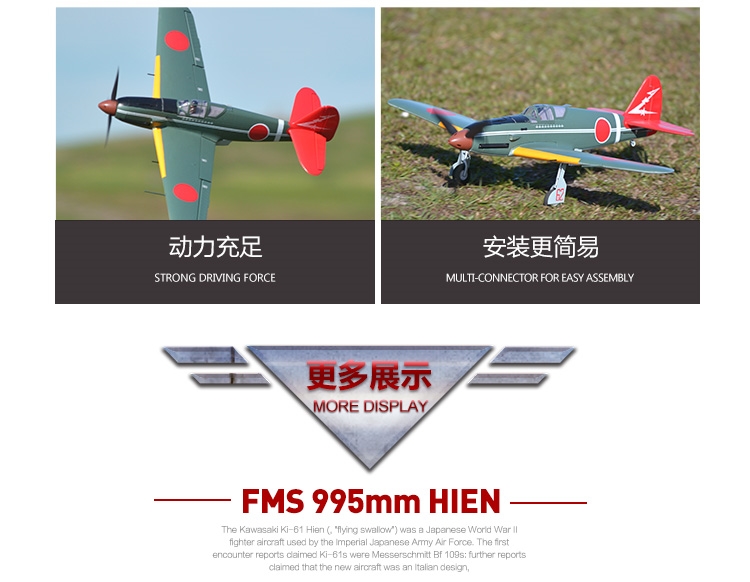 动力充足
STRONG DRIVING FORCE
安装更简易
MULTI-CONNECTOR FOR EASY ASSEMBLY
62
更多展示
MORE DISPLAY
FMS 995mm HIEN
The Kawasaki Ki-61 Hien (, "flying swallow") was a Japanese World War II
fighter aircraft used by the Imperial Japanese Army Air Force. The first
encounter reports claimed Ki-61s were Messerschmitt Bf 109s: further reports
claimed that the new aircraft was an Italian design,